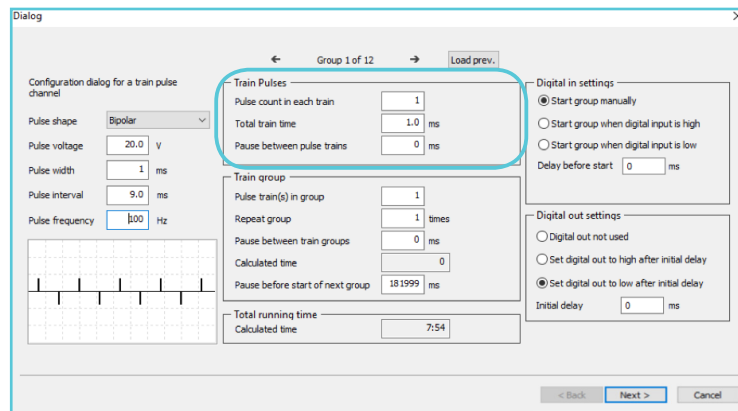 Dialog
← Group 1 of 12 → Load prev.
Configuration dialog for a train pulse
channel
Pulse shape Bipolar
Pulse voltage 20.0 V
Pulse width 1 ms
Pulse interval 9.0 ms
Pulse frequency 100 Hz
Train Pulses
Pulse count in each train 1
Total train time 1.0 ms
Pause between pulse trains 0 ms
Train group
Pulse train(s) in group 1
Repeat group 1 times
Pause between train groups 0 ms
Calculated time 0
Pause before start of next group 181999 ms
Total running time
Calculated time 7:54
Digital in settings
Start group manually
Start group when digital input is high
Start group when digital input is low
Delay before start 0 ms
Digital out settings
Digital out not used
Set digital out to high after initial delay
Set digital out to low after initial delay
Initial delay 0 ms
< Back Next > Cancel